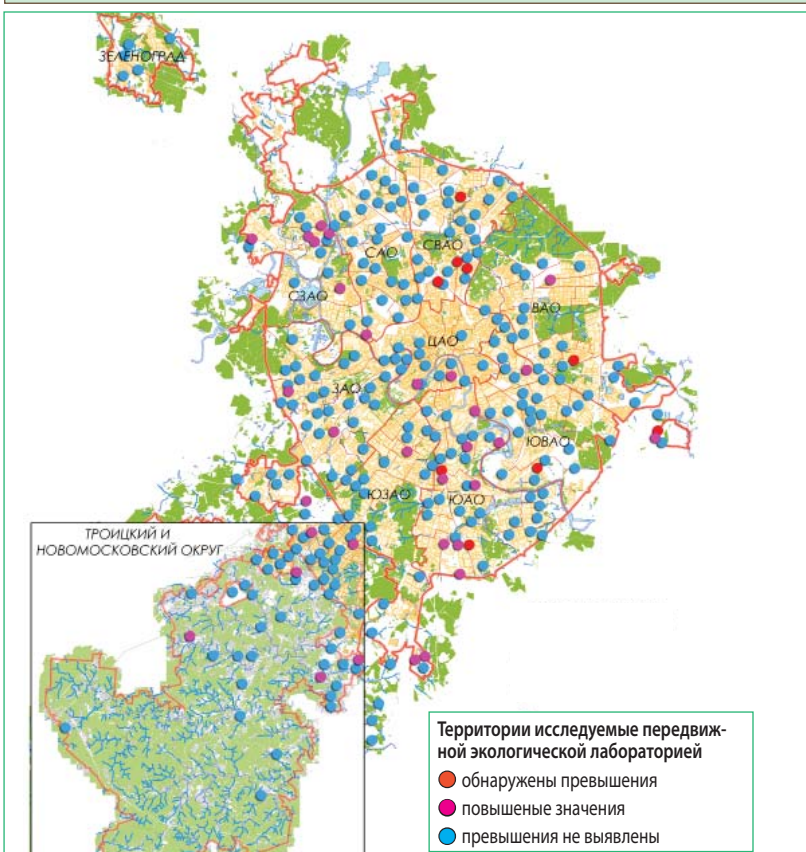 ЗЕЛЕНОГРАД
САО
СВАО
СЗАО
ВАО
ЦАО
ЗАО
ЮВАО
ЮЗАО
ЮАО
ТРОИЦКИЙ И
НОВОМОСКОВСКИЙ ОКРУГ
Территории исследуемые передвиж-
ной экологической лабораторией
обнаружены превышения
повышеные значения
превышения не выявлены